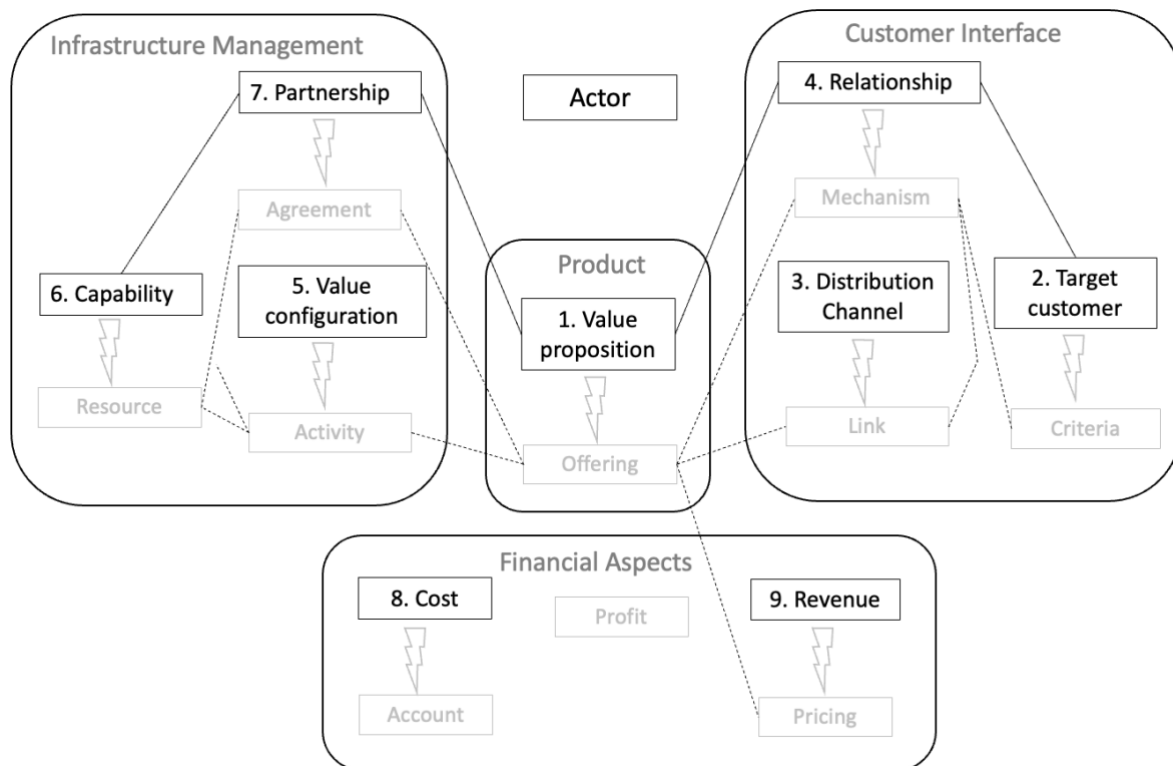 Infrastructure Management
7. Partnership
Agreement
6. Capability
5. Value
configuration
Resource
Activity
Actor
Product
1. Value
proposition
Offering
Customer Interface
4. Relationship
Mechanism
3. Distribution
Channel
2. Target
customer
Link
Criteria
Financial Aspects
8. Cost
Profit
9. Revenue
Account
Pricing